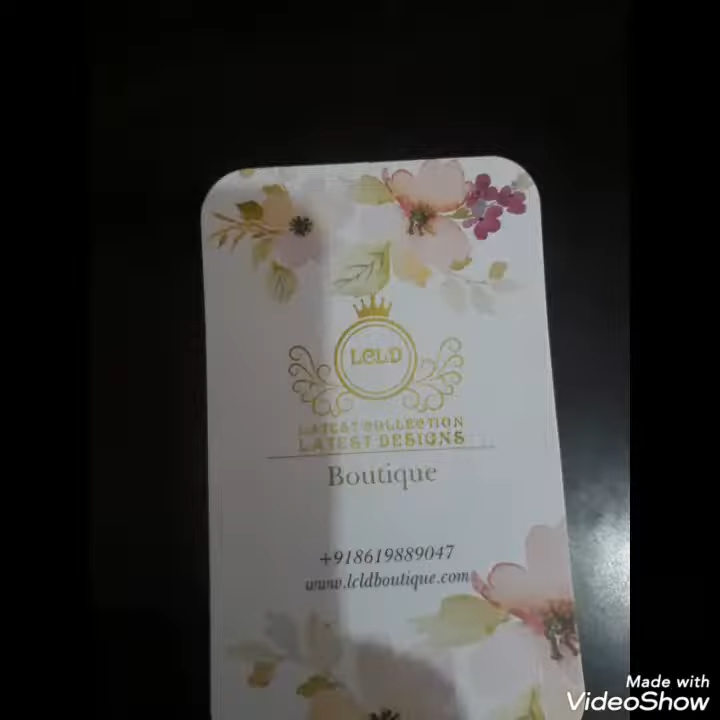 LCLD
LATEST COLLECTION
LATEST DESIGNS
Boutique
+918619889047
www.lcldboutique.com
Made with
VideoShow